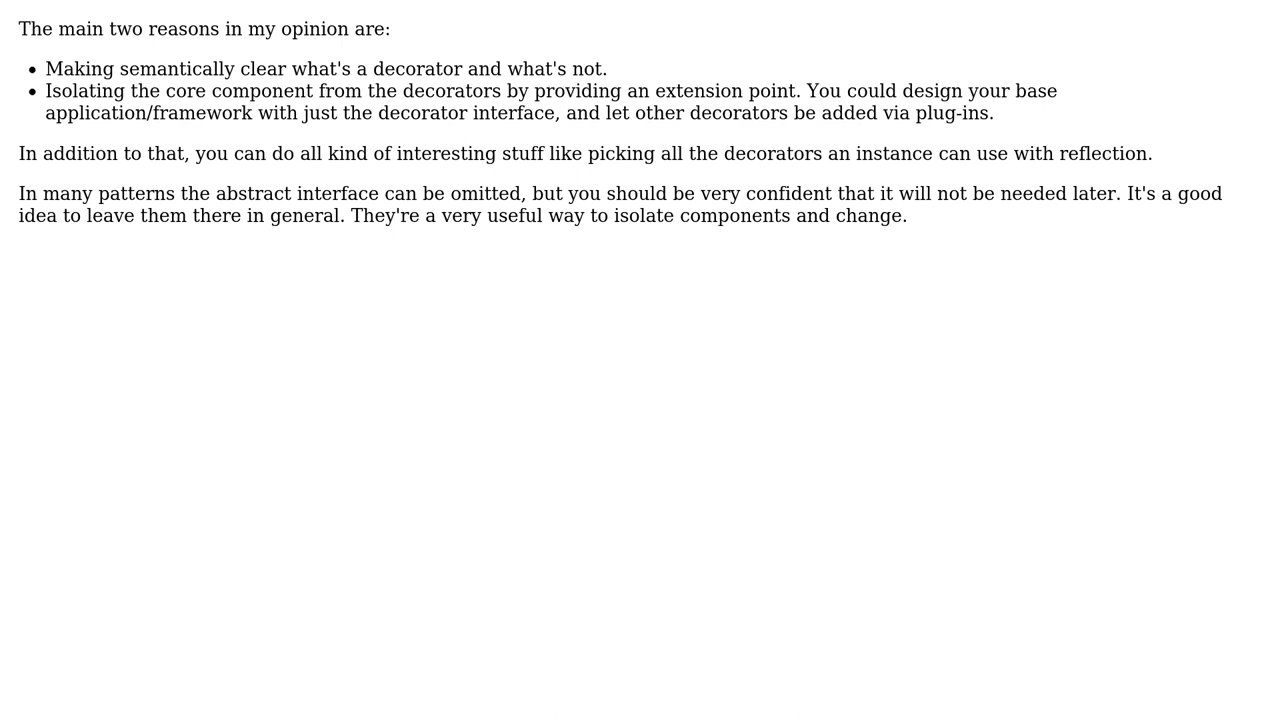 The main two reasons in my opinion are:
• Making semantically clear what's a decorator and what's not.
• Isolating the core component from the decorators by providing an extension point. You could design your base
application/framework with just the decorator interface, and let other decorators be added via plug-ins.
In addition to that, you can do all kind of interesting stuff like picking all the decorators an instance can use with reflection.
In many patterns the abstract interface can be omitted, but you should be very confident that it will not be needed later. It's a good
idea to leave them there in general. They're a very useful way to isolate components and change.